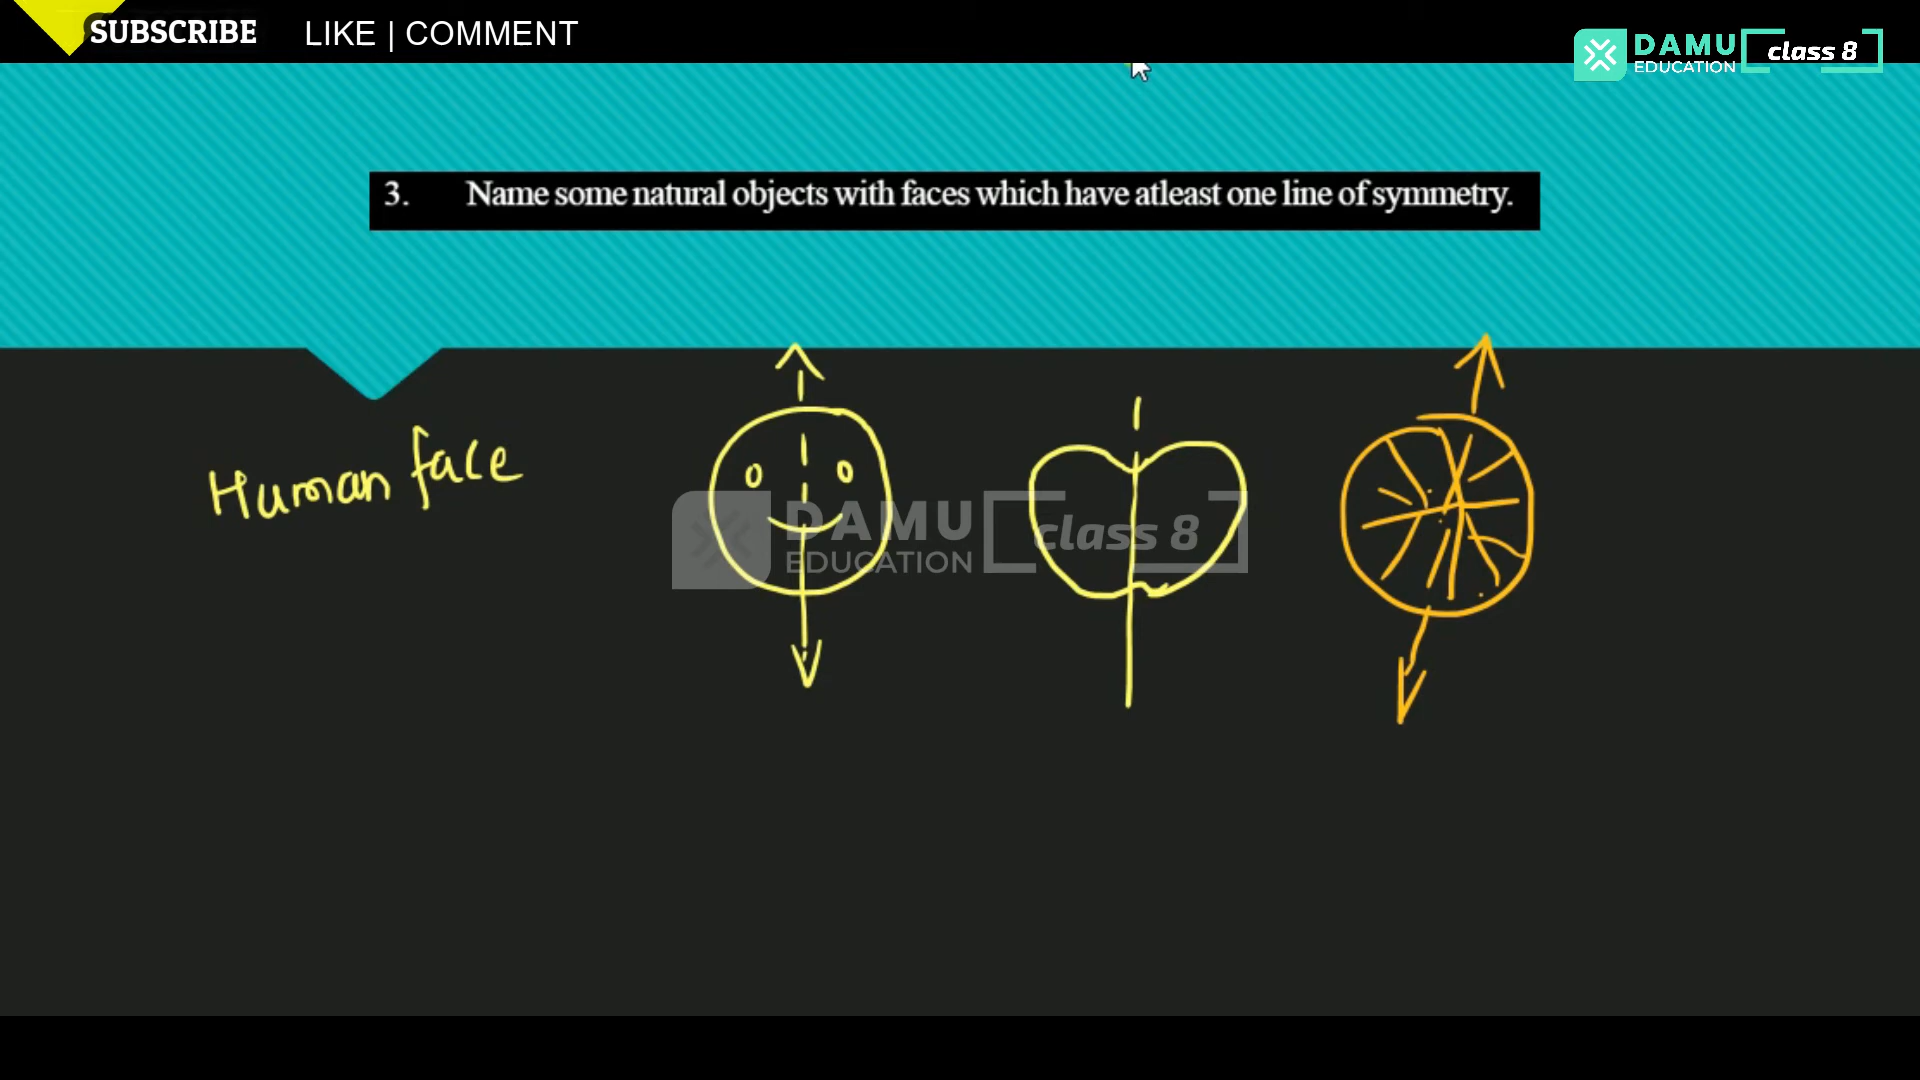 SUBSCRIBE LIKE | COMMENT
DAMU EDUCATION class 8
3. Name some natural objects with faces which have atleast one line of symmetry.
Human face
DAMU EDUCATION class 8